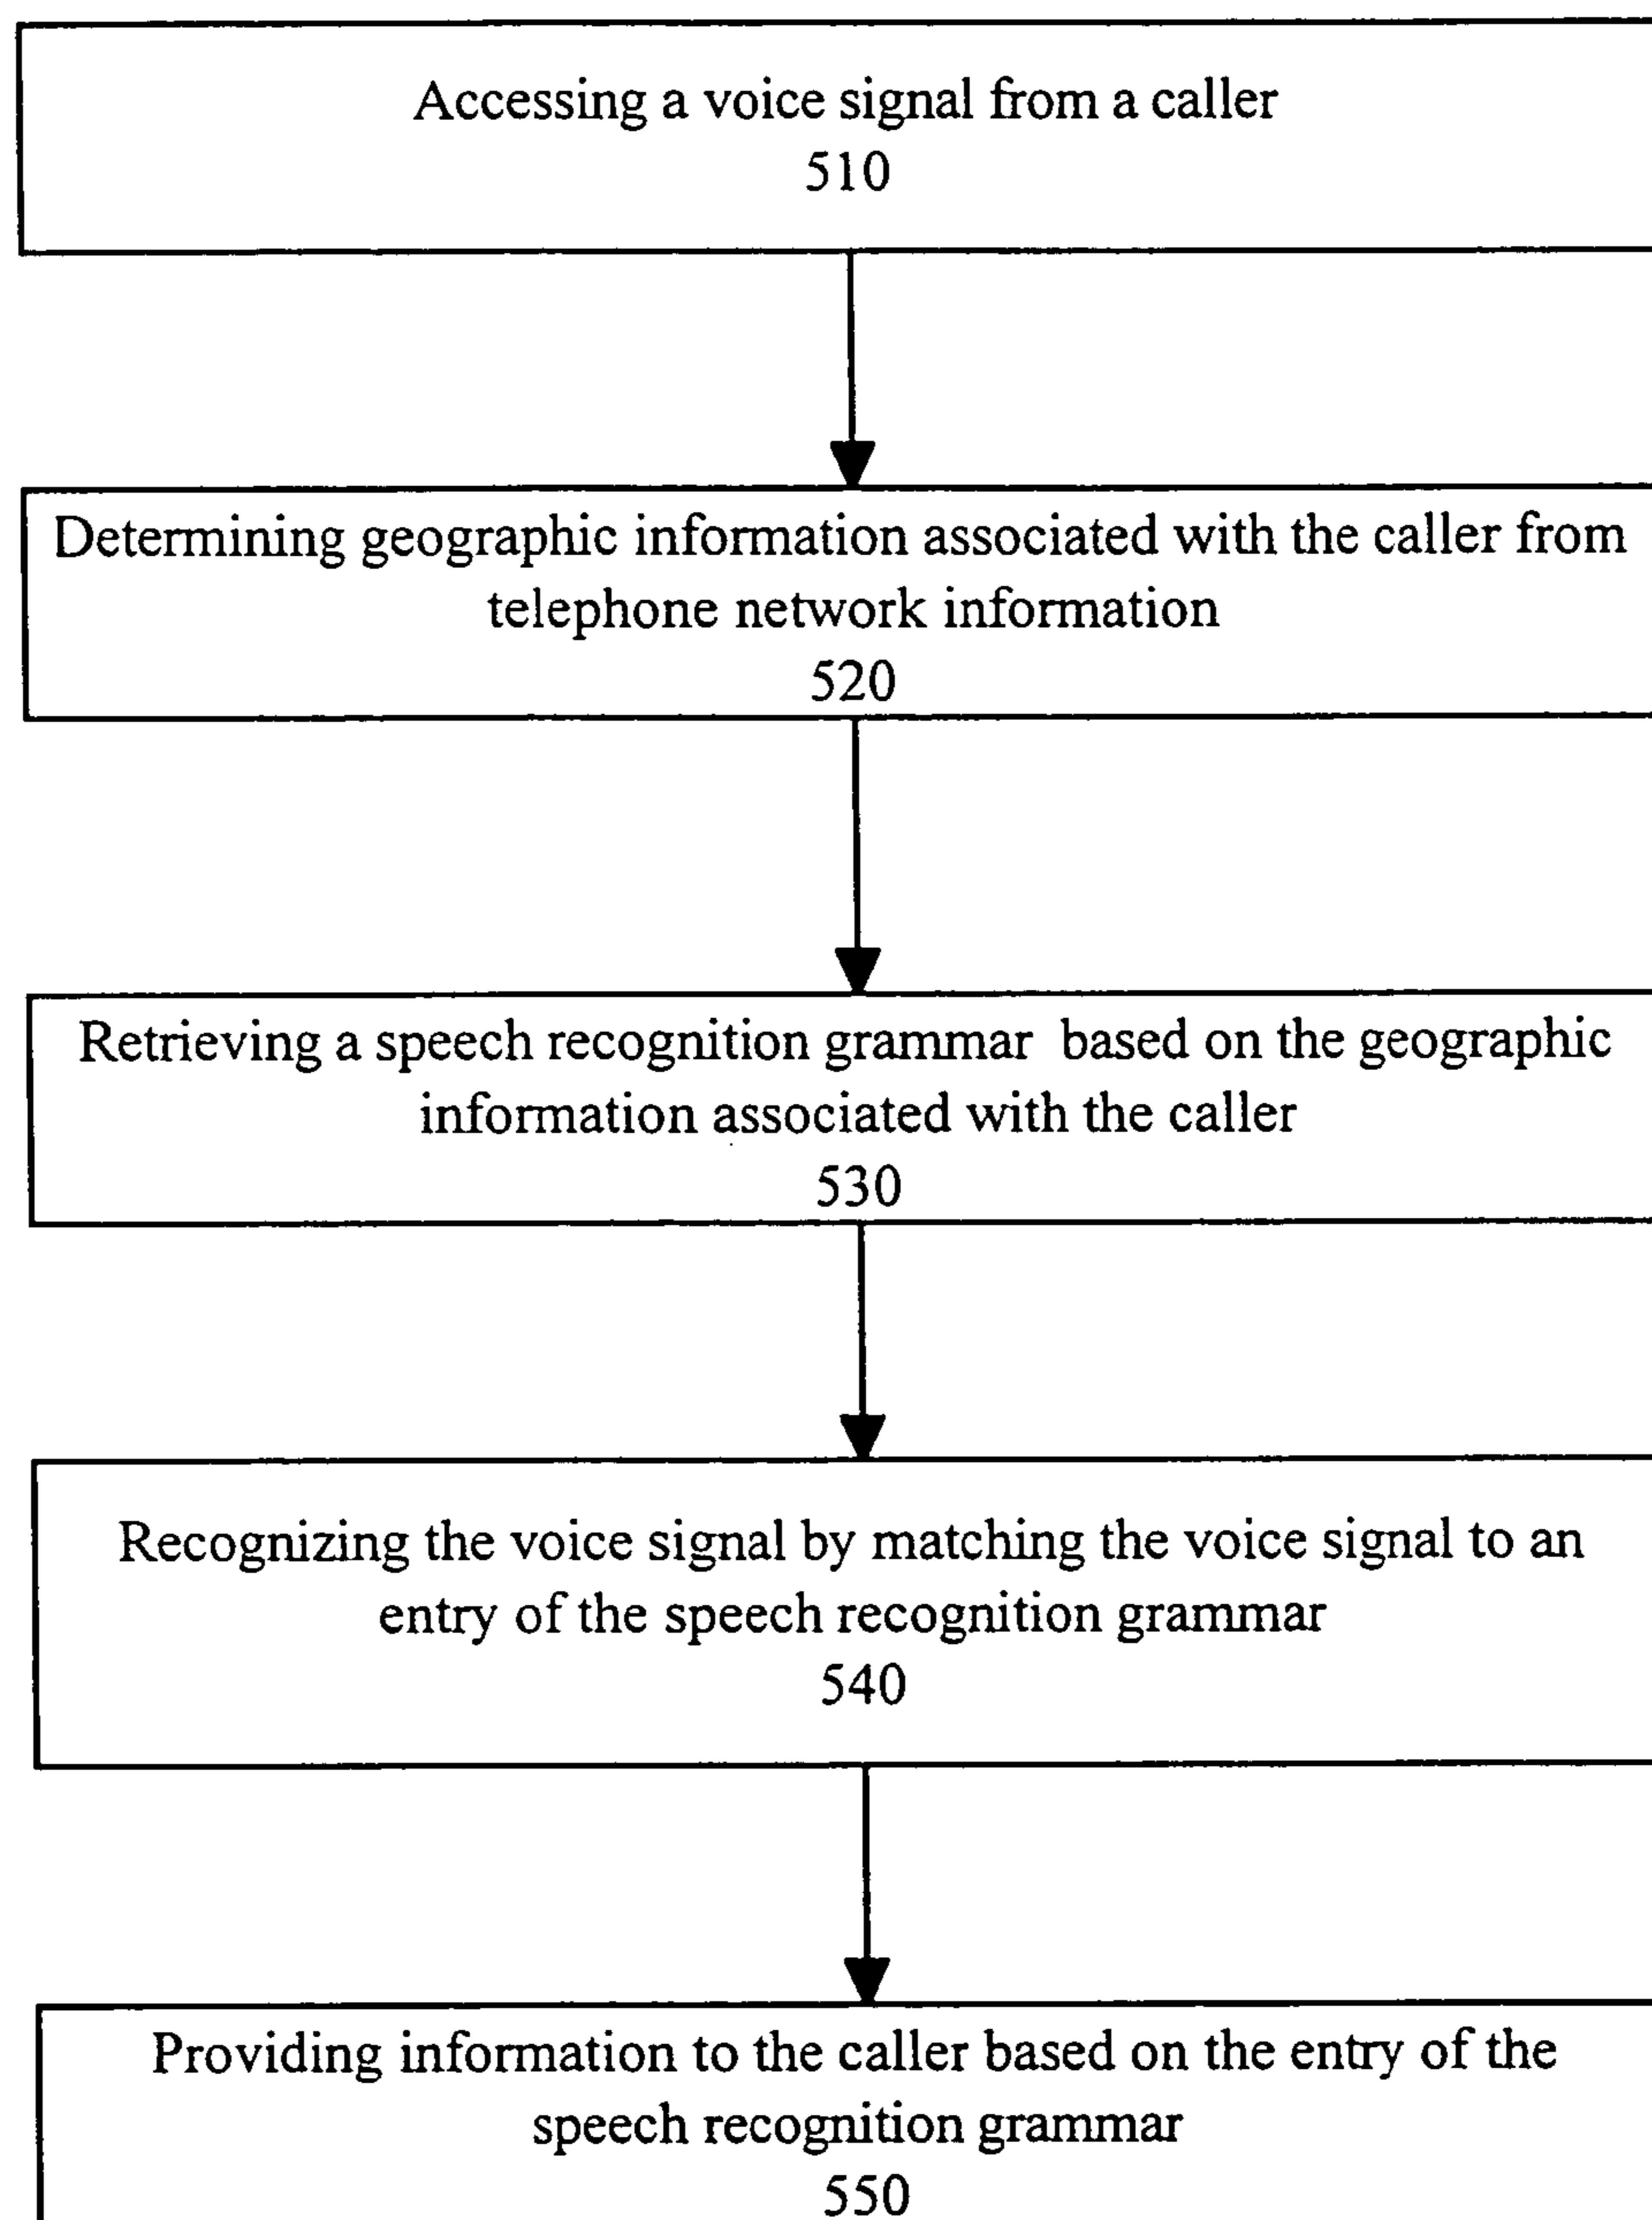 Accessing a voice signal from a caller
510
Determining geographic information associated with the caller from
telephone network information
520
Retrieving a speech recognition grammar based on the geographic
information associated with the caller
530
Recognizing the voice signal by matching the voice signal to an
entry of the speech recognition grammar
540
Providing information to the caller based on the entry of the
speech recognition grammar
550